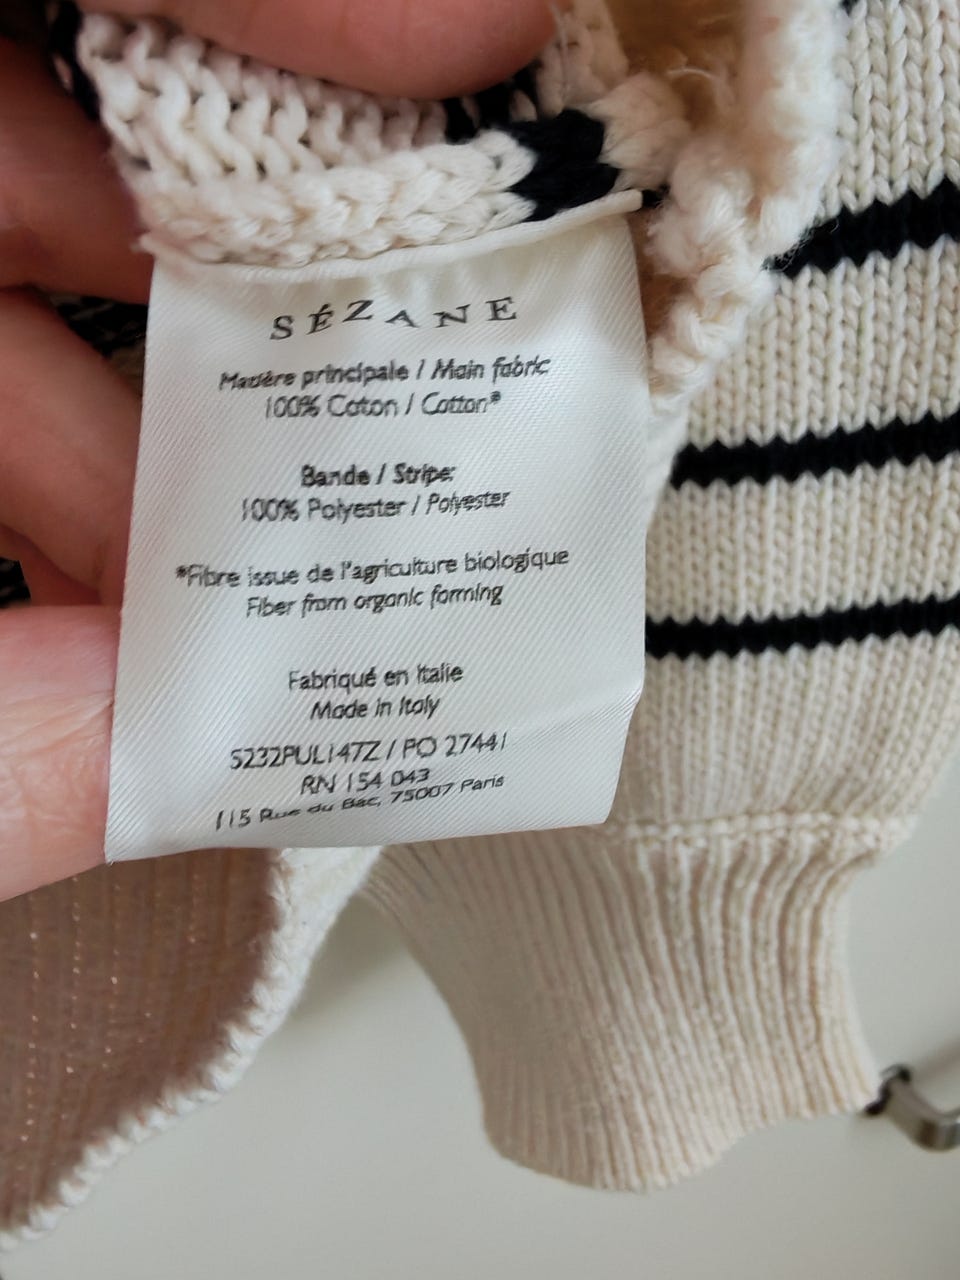 SÉZANE
Matière principale / Main fabric
100% Coton / Cotton*
Bande / Stripe:
100% Polyester / Polyester
*Fibre issue de l'agriculture biologique
Fiber from organic farming
Fabriqué en Italie
Made in Italy
S232PUL147Z / PO 27441
RN 154 043
115 Rue du Bac, 75007 Paris